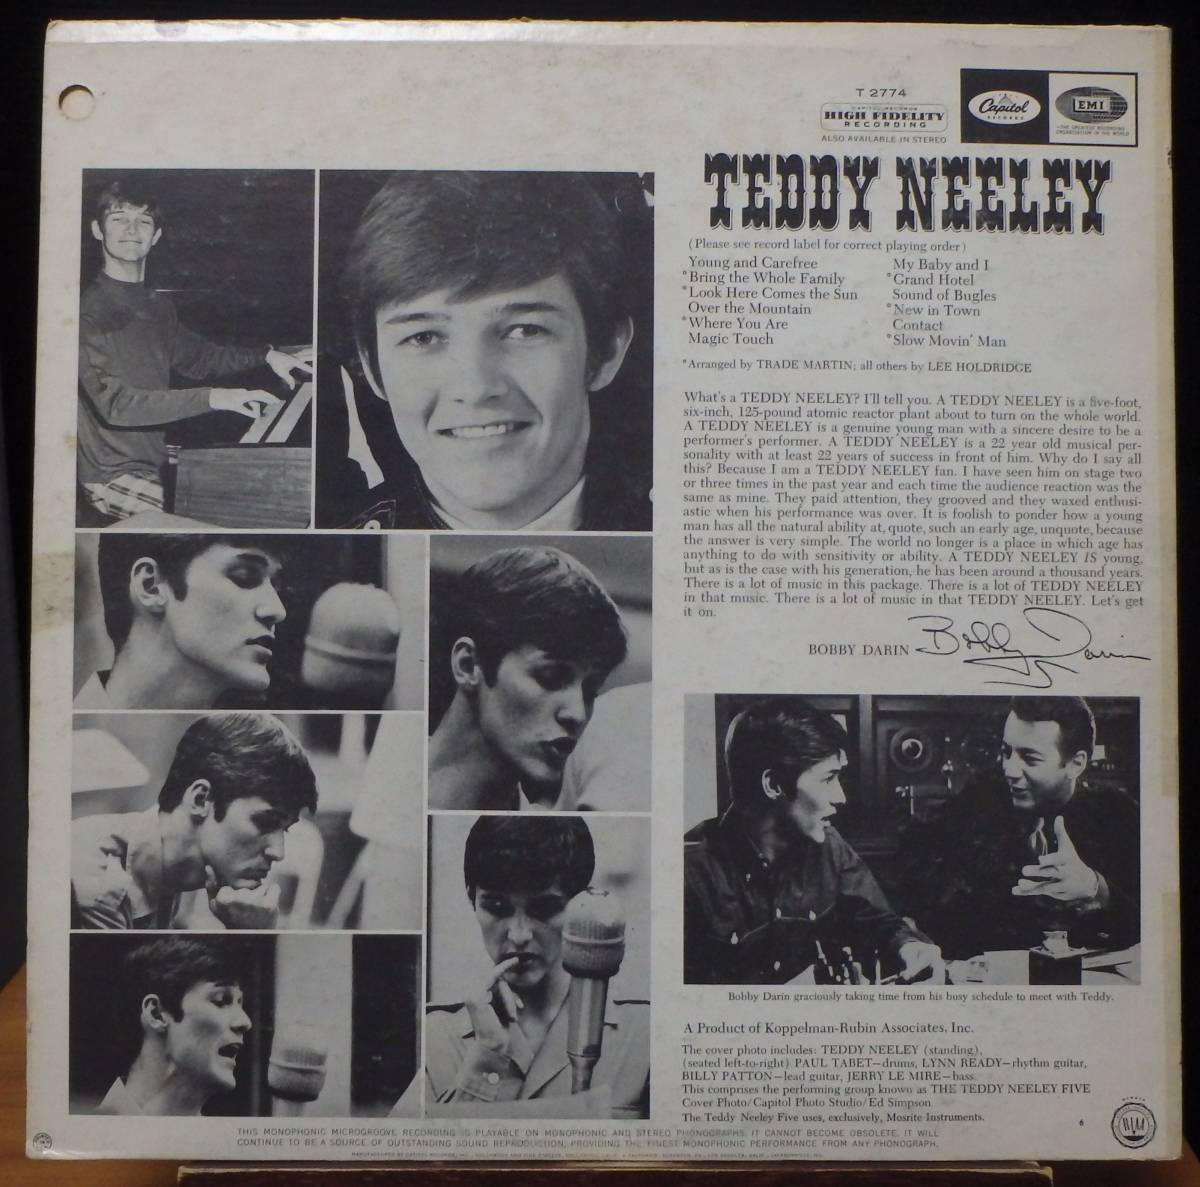 T 2774
CAPITOL RECORDS
HIGH FIDELITY
RECORDING
ALSO AVAILABLE IN STEREO
Capitol
RECORDS
EMI
THE GREATEST RECORDING
ORGANISATION IN THE WORLD
TEDDY NEELEY
(Please see record label for correct playing order)
Young and Carefree
*Bring the Whole Family
*Look Here Comes the Sun
Over the Mountain
*Where You Are
Magic Touch
My Baby and I
*Grand Hotel
Sound of Bugles
*New in Town
Contact
*Slow Movin' Man
*Arranged by TRADE MARTIN; all others by LEE HOLDRIDGE
What's a TEDDY NEELEY? I'll tell you. A TEDDY NEELEY is a five-foot,
six-inch, 125-pound atomic reactor plant about to turn on the whole world.
A TEDDY NEELEY is a genuine young man with a sincere desire to be a
performer's performer. A TEDDY NEELEY is a 22 year old musical per-
sonality with at least 22 years of success in front of him. Why do I say all
this? Because I am a TEDDY NEELEY fan. I have seen him on stage two
or three times in the past year and each time the audience reaction was the
same as mine. They paid attention, they grooved and they waxed enthusi-
astic when his performance was over. It is foolish to ponder how a young
man has all the natural ability at, quote, such an early age, unquote, because
the answer is very simple. The world no longer is a place in which age has
anything to do with sensitivity or ability. A TEDDY NEELEY IS young,
but as is the case with his generation, he has been around a thousand years.
There is a lot of music in this package. There is a lot of TEDDY NEELEY
in that music. There is a lot of music in that TEDDY NEELEY. Let's get
it on.
BOBBY DARIN Bobby Darin
Bobby Darin graciously taking time from his busy schedule to meet with Teddy.
A Product of Koppelman-Rubin Associates, Inc.
The cover photo includes: TEDDY NEELEY (standing),
(seated left-to-right) PAUL TABET—drums, LYNN READY—rhythm guitar,
BILLY PATTON—lead guitar, JERRY LE MIRE—bass.
This comprises the performing group known as THE TEDDY NEELEY FIVE
Cover Photo/Capitol Photo Studio/Ed Simpson
The Teddy Neeley Five uses, exclusively, Mosrite Instruments.
6
THIS MONOPHONIC MICROGROOVE RECORDING IS PLAYABLE ON MONOPHONIC AND STEREO PHONOGRAPHS. IT CANNOT BECOME OBSOLETE. IT WILL
CONTINUE TO BE A SOURCE OF OUTSTANDING SOUND REPRODUCTION, PROVIDING THE FINEST MONOPHONIC PERFORMANCE FROM ANY PHONOGRAPH.